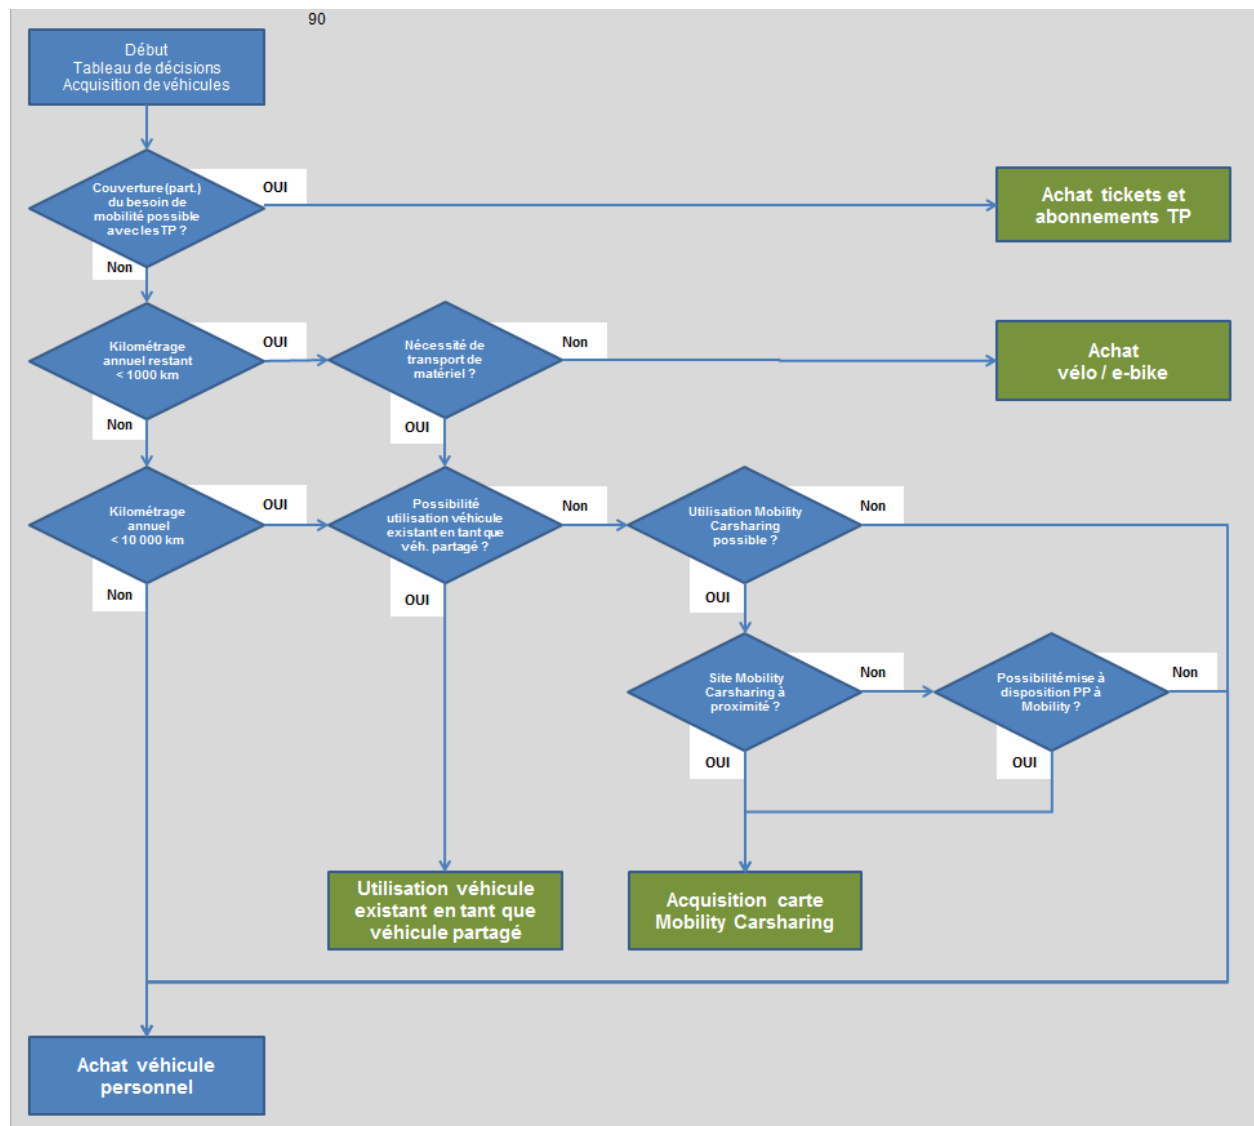 90
Début
Tableau de décisions
Acquisition de véhicules
Couverture (part.)
du besoin de
mobilité possible
avec les TP ?
OUI
Non
Achat tickets et
abonnements TP
Kilométrage
annuel restant
< 1000 km
OUI
Non
Nécessité de
transport de
matériel ?
Non
OUI
Achat
vélo / e-bike
Kilométrage
annuel
< 10 000 km
OUI
Non
Possibilité
utilisation véhicule
existant en tant que
véh. partagé ?
Non
OUI
Utilisation Mobility
Carsharing
possible ?
Non
OUI
Site Mobility
Carsharing à
proximité ?
Non
OUI
Possibilité mise à
disposition PP à
Mobility ?
Non
OUI
Utilisation véhicule
existant en tant que
véhicule partagé
Acquisition carte
Mobility Carsharing
Achat véhicule
personnel